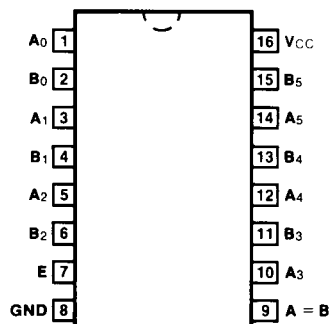 A0 1 16 VCC
B0 2 15 B5
A1 3 14 A5
B1 4 13 B4
A2 5 12 A4
B2 6 11 B3
E 7 10 A3
GND 8 9 A = B